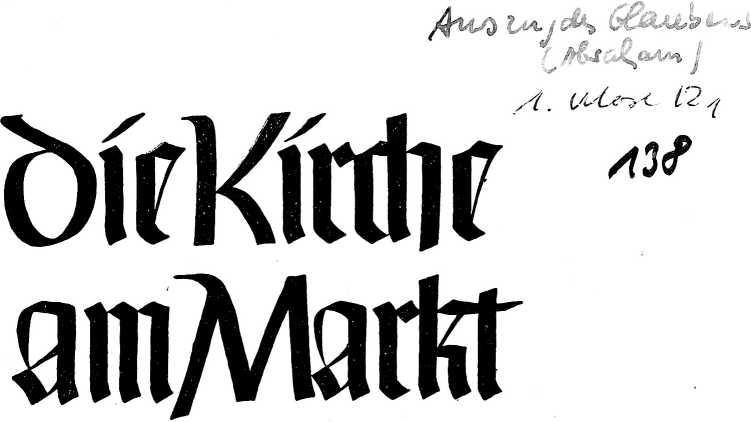 Auszug des Glaubens
(Abraham)
1. Mose 12,1
138
die Kirche
am Markt